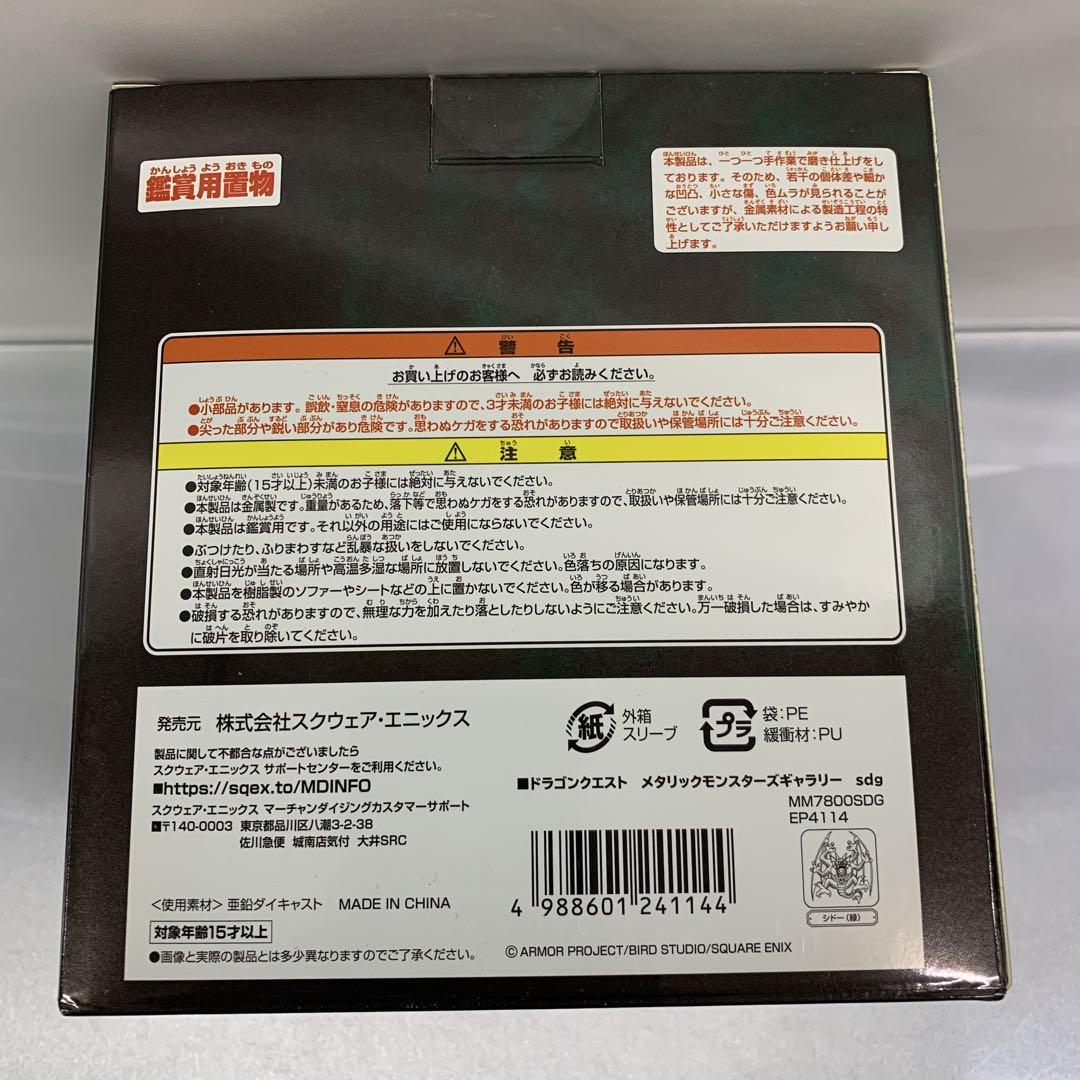 鑑賞用置物
本製品は、一つ一つ手作業で磨き仕上げをし
ております。そのため、若干の個体差や細か
な凹凸、小さな傷、色ムラが見られることが
ございますが、金属素材による製造工程の特
性としてご了承いただけますようお願い申し
上げます。
⚠ 警告
お買い上げのお客様へ 必ずお読みください。
●小部品があります。誤飲・窒息の危険がありますので、3才未満のお子様には絶対に与えないでください。
●尖った部分や鋭い部分があり危険です。思わぬケガをする恐れがありますので取扱いや保管場所には十分ご注意ください。
⚠ 注意
●対象年齢(15才以上)未満のお子様には絶対に与えないでください。
●本製品は金属製です。重量があるため、落下等で思わぬケガをする恐れがありますので、取扱いや保管場所には十分ご注意ください。
●本製品は鑑賞用です。それ以外の用途にはご使用にならないでください。
●ぶつけたり、ふりまわすなど乱暴な扱いをしないでください。
●直射日光が当たる場所や高温多湿な場所に放置しないでください。色落ちの原因になります。
●本製品を樹脂製のソファーやシートなどの上に置かないでください。色が移る場合があります。
●破損する恐れがありますので、無理な力を加えたり落としたりしないようにご注意ください。万一破損した場合は、すみやか
に破片を取り除いてください。
発売元 株式会社スクウェア・エニックス
製品に関して不都合な点がございましたら
スクウェア・エニックス サポートセンターをご利用ください。
■https://sqex.to/MDINFO
スクウェア・エニックス マーチャンダイジングカスタマーサポート
〒140-0003 東京都品川区八潮3-2-38
佐川急便 城南店気付 大井SRC
<使用素材> 亜鉛ダイキャスト MADE IN CHINA
対象年齢15才以上
●画像と実際の製品とは多少異なりますのでご了承ください。
紙 外箱
スリーブ
プラ 袋:PE
緩衝材:PU
■ドラゴンクエスト メタリックモンスターズギャラリー sdg
MM7800SDG
EP4114
4 988601 241144
シドー(緑)
© ARMOR PROJECT/BIRD STUDIO/SQUARE ENIX